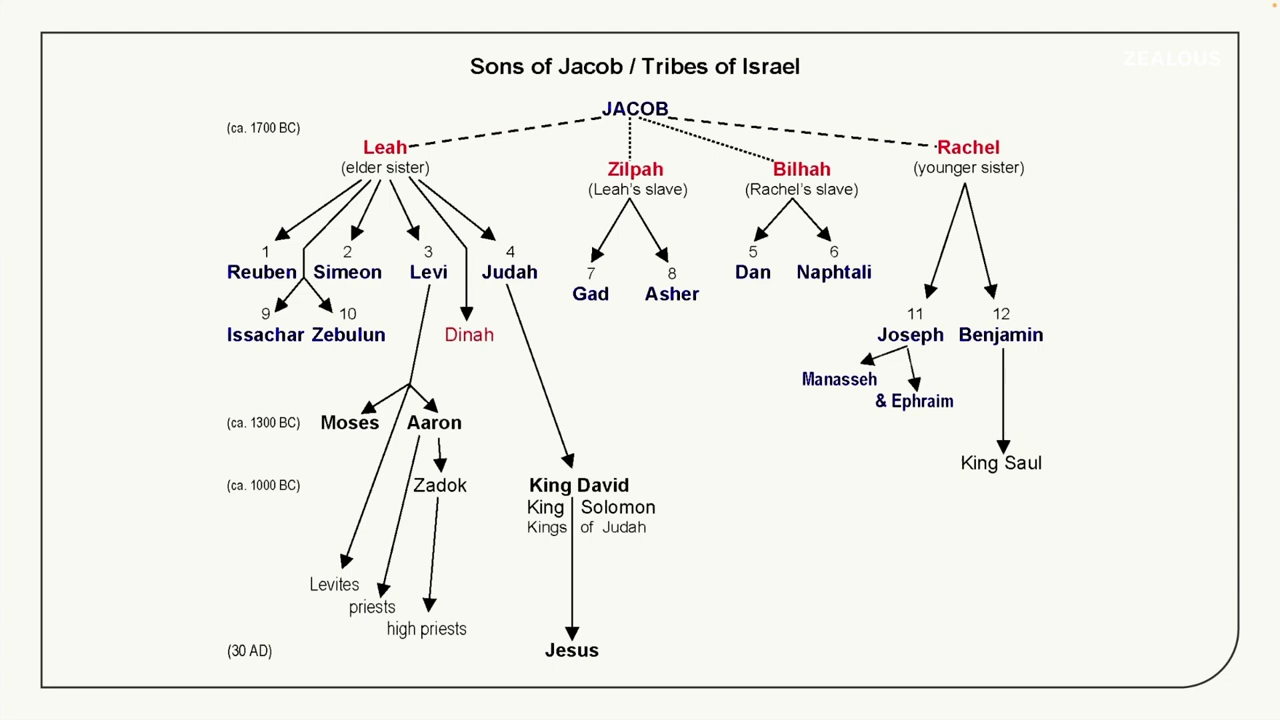 ZEALOUS
Sons of Jacob / Tribes of Israel
JACOB
(ca. 1700 BC)
Leah
(elder sister)
Zilpah
(Leah's slave)
Bilhah
(Rachel's slave)
Rachel
(younger sister)
1
Reuben
2
Simeon
3
Levi
4
Judah
7
Gad
8
Asher
5
Dan
6
Naphtali
9
Issachar
10
Zebulun
Dinah
11
Joseph
12
Benjamin
Manasseh
& Ephraim
(ca. 1300 BC)
Moses
Aaron
King Saul
(ca. 1000 BC)
Zadok
King David
King Solomon
Kings of Judah
Levites
priests
high priests
(30 AD)
Jesus